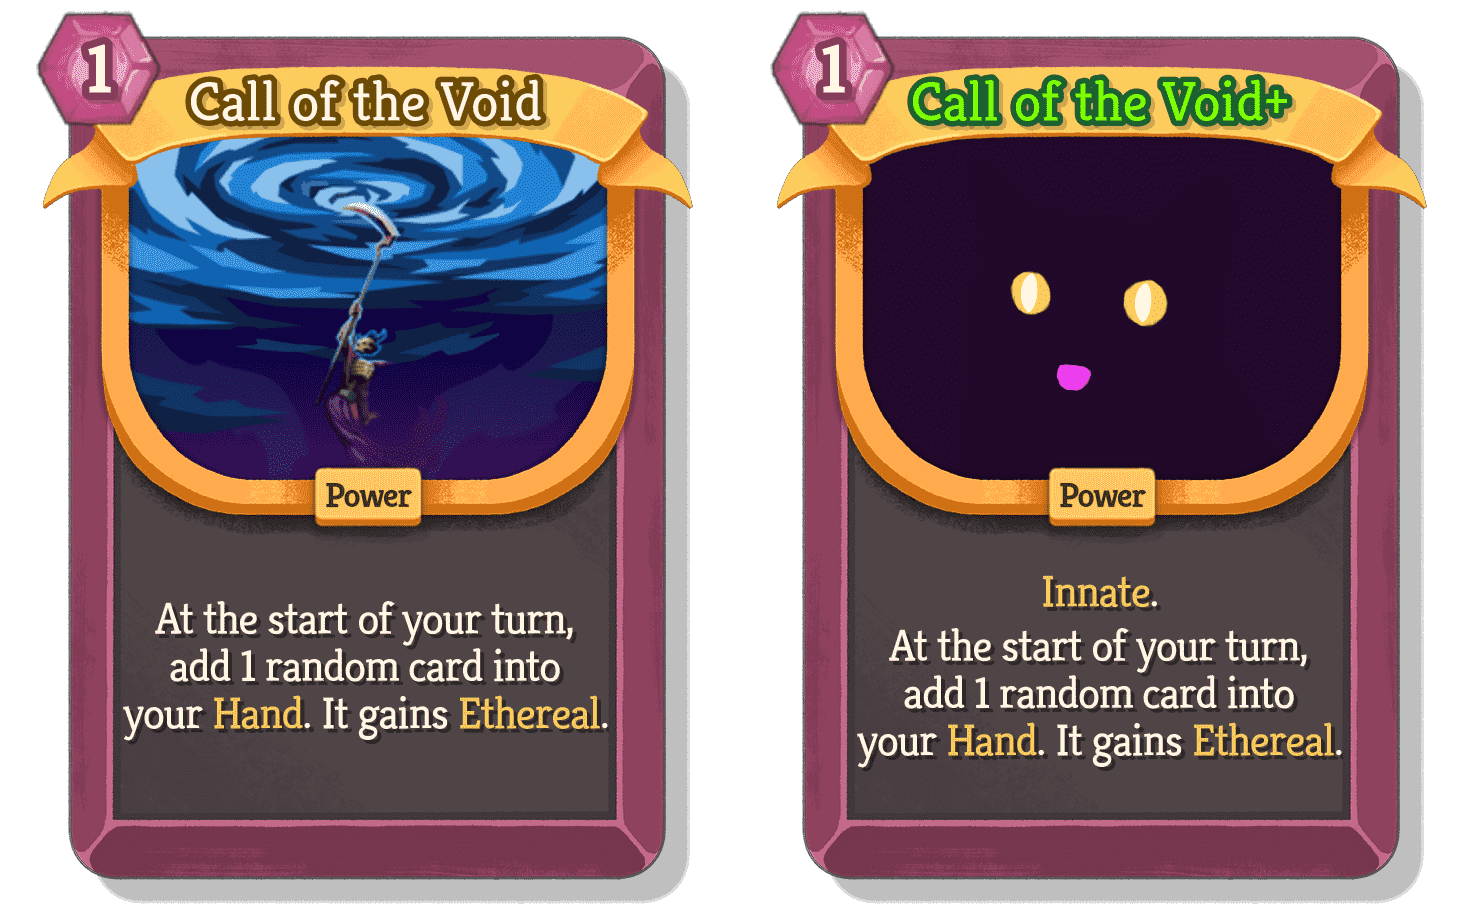 1
Call of the Void
Power
At the start of your turn,
add 1 random card into
your Hand. It gains Ethereal.
1
Call of the Void+
Power
Innate.
At the start of your turn,
add 1 random card into
your Hand. It gains Ethereal.